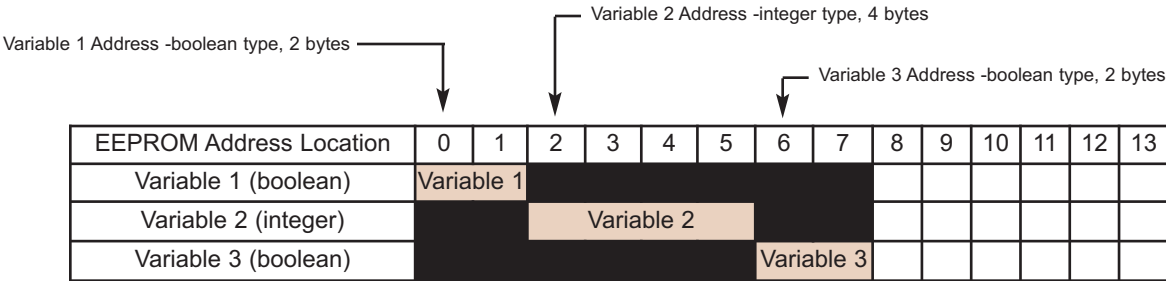 Variable 2 Address -integer type, 4 bytes
Variable 1 Address -boolean type, 2 bytes
Variable 3 Address -boolean type, 2 bytes
EEPROM Address Location 0 1 2 3 4 5 6 7 8 9 10 11 12 13
Variable 1 (boolean) Variable 1
Variable 2 (integer) Variable 2
Variable 3 (boolean) Variable 3